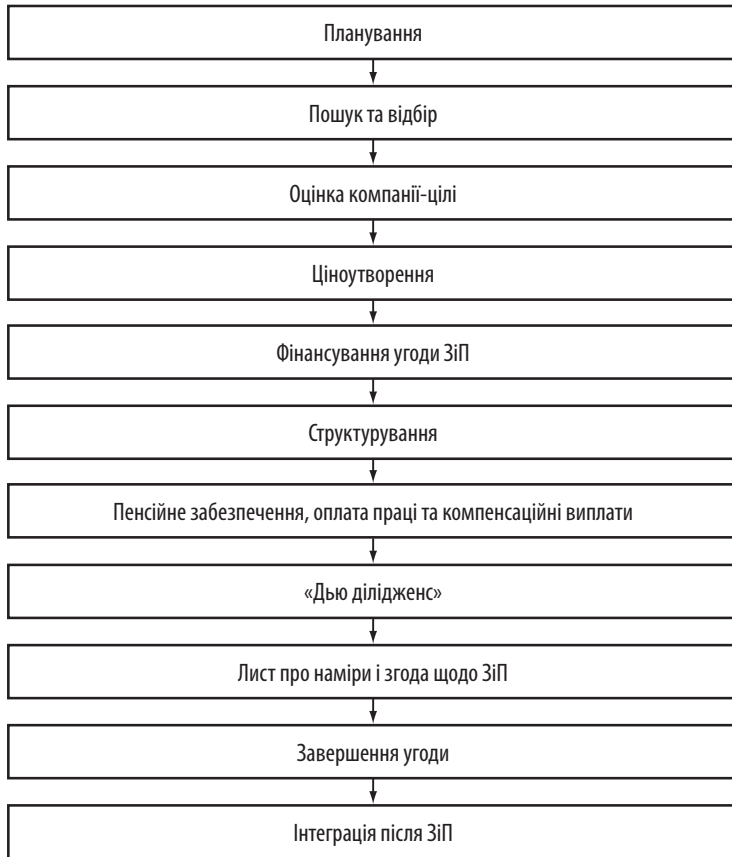 Планування
Пошук та відбір
Оцінка компанії-цілі
Ціноутворення
Фінансування угоди ЗіП
Структурування
Пенсійне забезпечення, оплата праці та компенсаційні виплати
«Дью ділідженс»
Лист про наміри і згода щодо ЗіП
Завершення угоди
Інтеграція після ЗіП